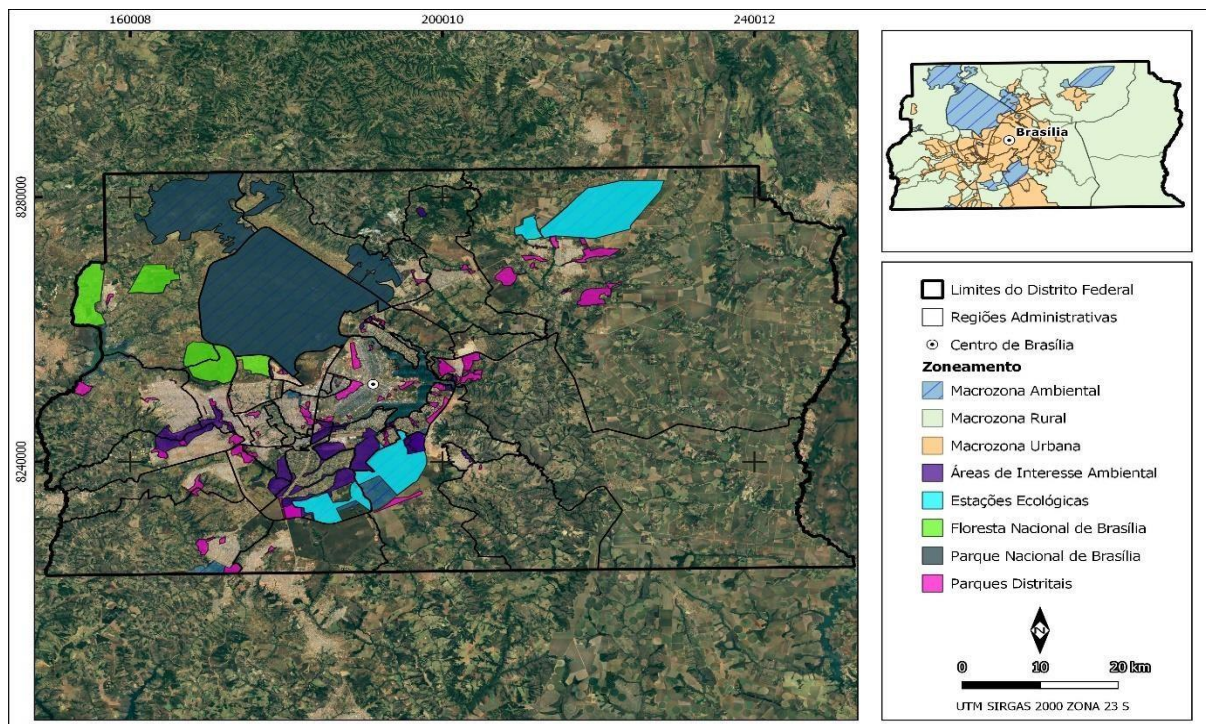 160008
200010
240012
8280000
8240000
Brasília
Limites do Distrito Federal
Regiões Administrativas
Centro de Brasília
Zoneamento
Macrozona Ambiental
Macrozona Rural
Macrozona Urbana
Áreas de Interesse Ambiental
Estações Ecológicas
Floresta Nacional de Brasília
Parque Nacional de Brasília
Parques Distritais
N
0 10 20 km
UTM SIRGAS 2000 ZONA 23 S